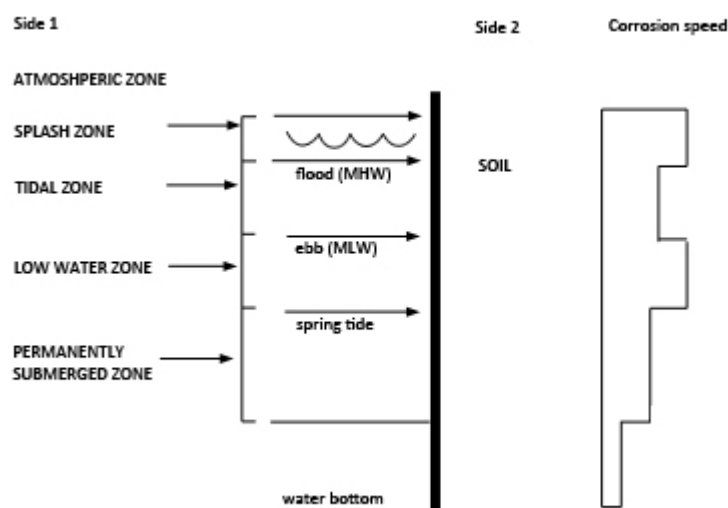 Side 1
Side 2
Corrosion speed
ATMOSHPERIC ZONE
SPLASH ZONE
flood (MHW)
SOIL
TIDAL ZONE
ebb (MLW)
LOW WATER ZONE
spring tide
PERMANENTLY
SUBMERGED ZONE
water bottom